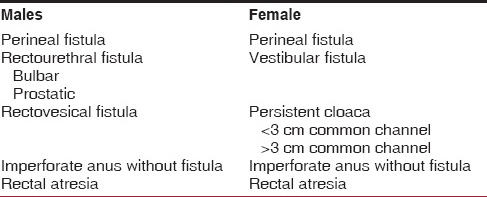 Males Female
Perineal fistula Perineal fistula
Rectourethral fistula Vestibular fistula
Bulbar
Prostatic
Rectovesical fistula Persistent cloaca
<3 cm common channel
>3 cm common channel
Imperforate anus without fistula Imperforate anus without fistula
Rectal atresia Rectal atresia